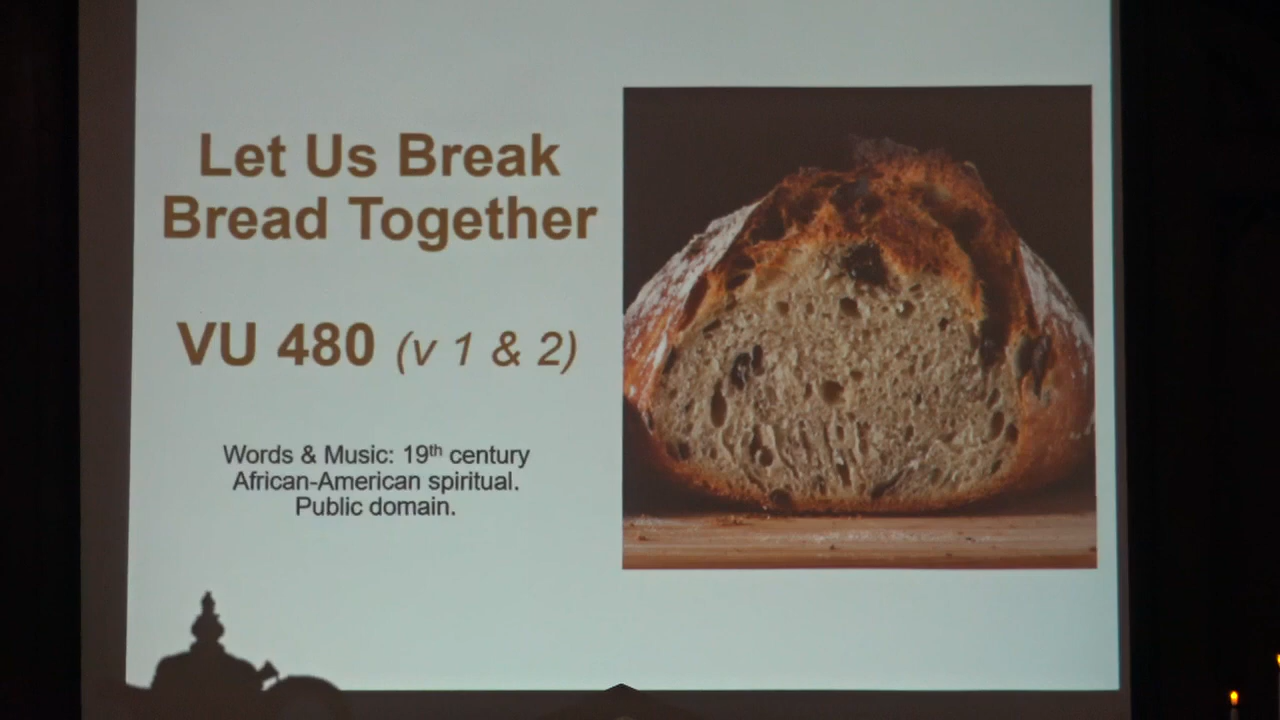 Let Us Break
Bread Together
VU 480 (v 1 & 2)
Words & Music: 19th century
African-American spiritual.
Public domain.